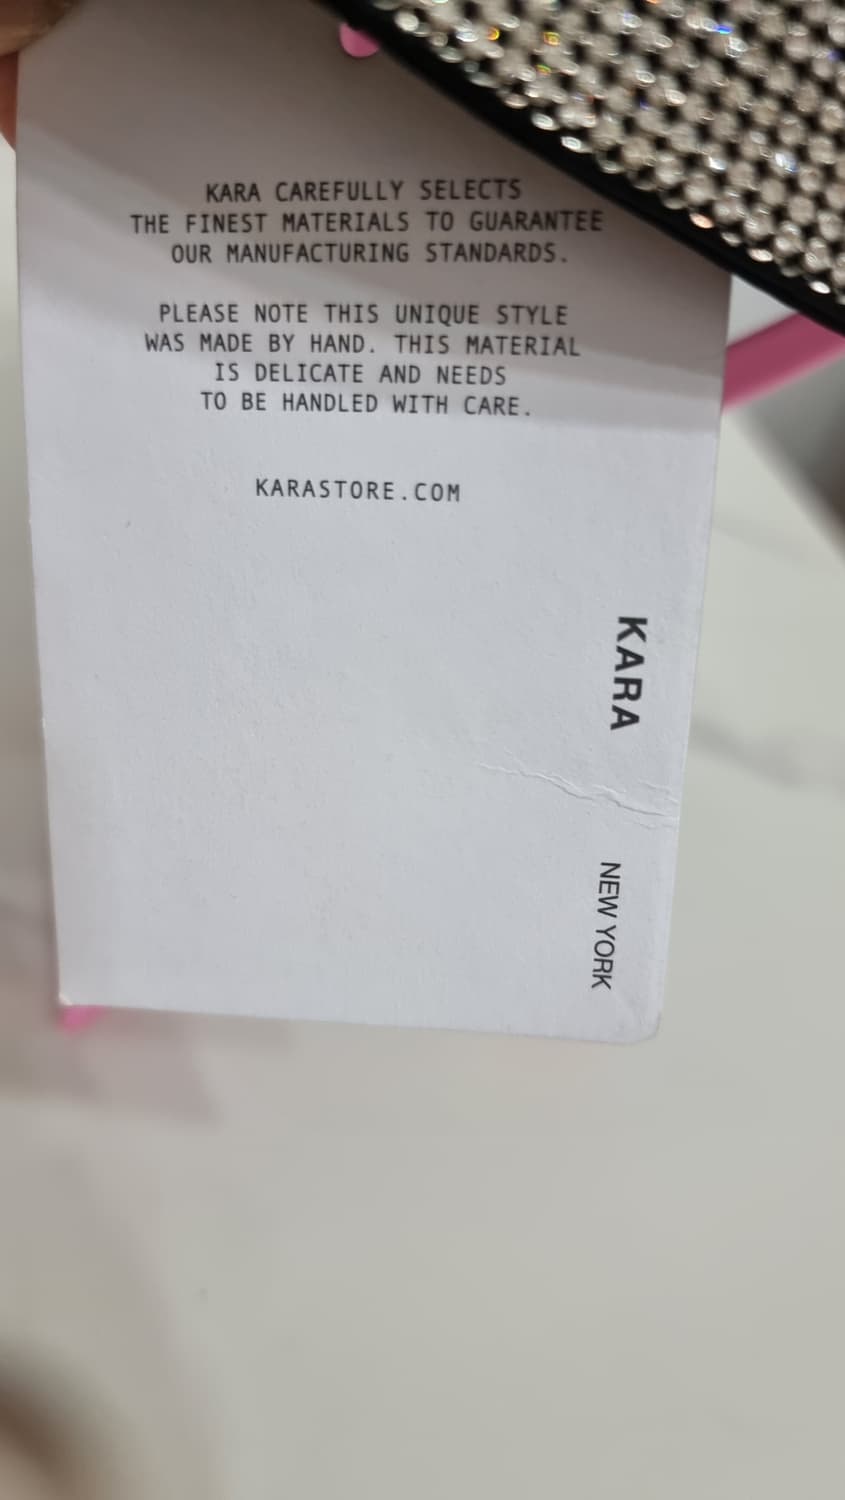 KARA CAREFULLY SELECTS
THE FINEST MATERIALS TO GUARANTEE
OUR MANUFACTURING STANDARDS.
PLEASE NOTE THIS UNIQUE STYLE
WAS MADE BY HAND. THIS MATERIAL
IS DELICATE AND NEEDS
TO BE HANDLED WITH CARE.
KARASTORE.COM
KARA
NEW YORK